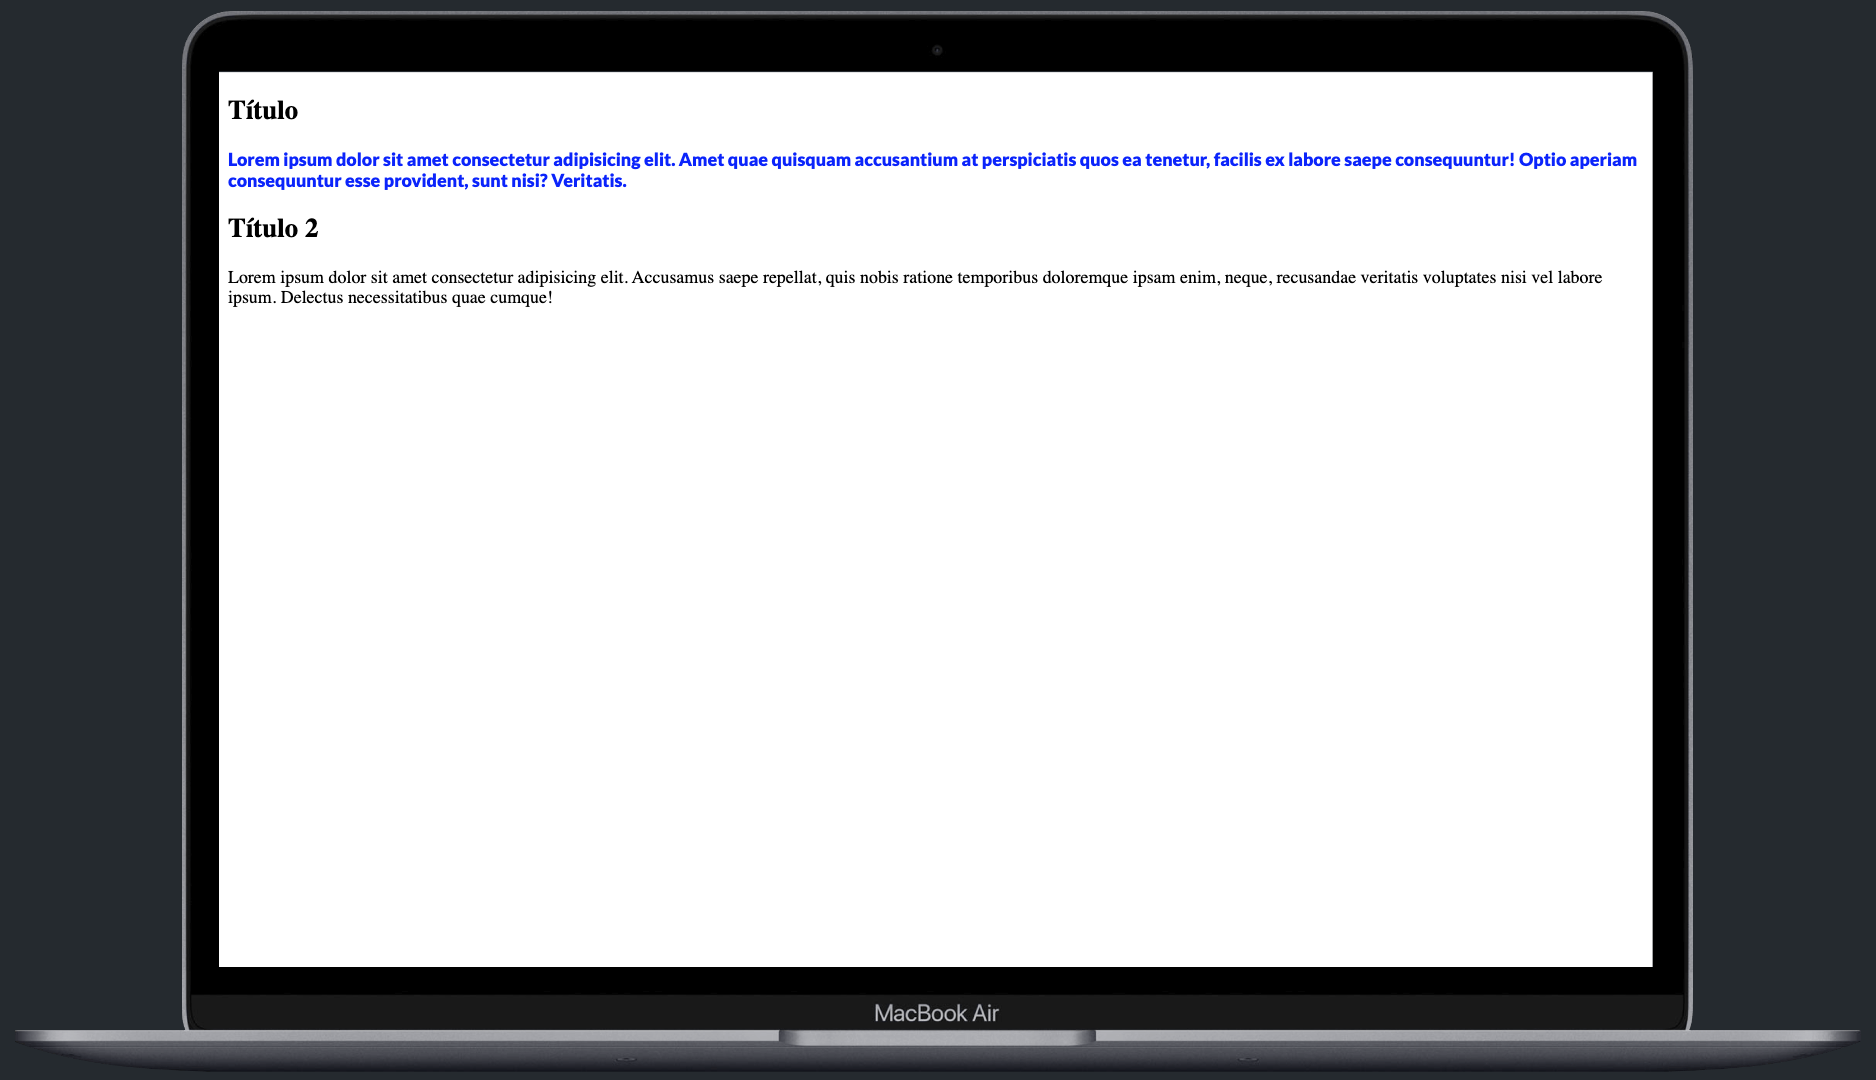 Título
Lorem ipsum dolor sit amet consectetur adipisicing elit. Amet quae quisquam accusantium at perspiciatis quos ea tenetur, facilis ex labore saepe consequuntur! Optio aperiam
consequuntur esse provident, sunt nisi? Veritatis.
Título 2
Lorem ipsum dolor sit amet consectetur adipisicing elit. Accusamus saepe repellat, quis nobis ratione temporibus doloremque ipsam enim, neque, recusandae veritatis voluptates nisi vel labore
ipsum. Delectus necessitatibus quae cumque!
MacBook Air